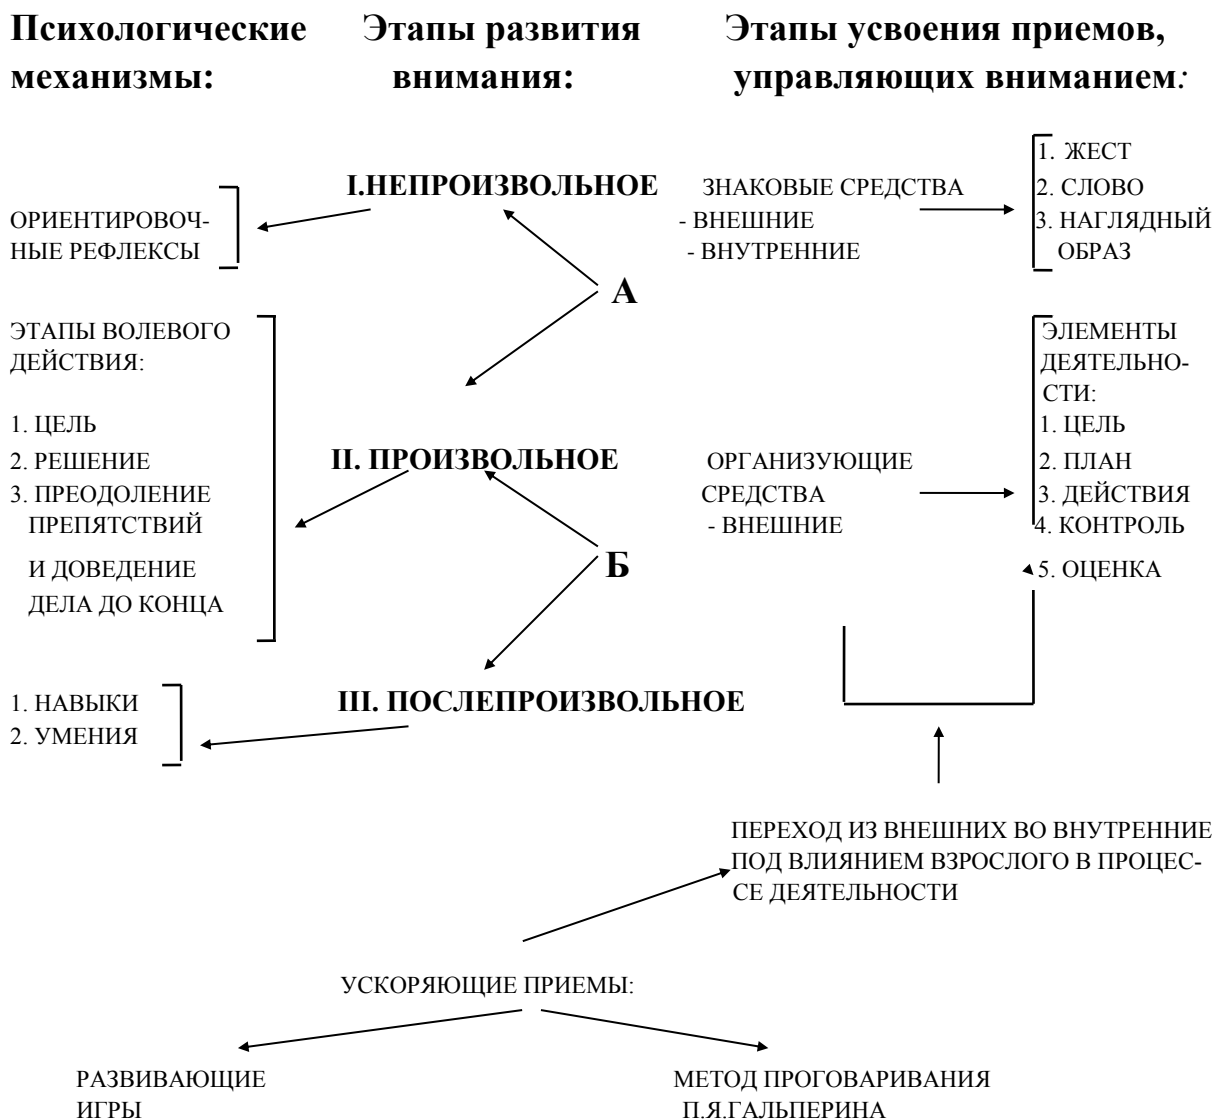 Психологические механизмы:
Этапы развития внимания:
Этапы усвоения приемов, управляющих вниманием:
ОРИЕНТИРОВОЧ-
НЫЕ РЕФЛЕКСЫ
ЭТАПЫ ВОЛЕВОГО
ДЕЙСТВИЯ:
1. ЦЕЛЬ
2. РЕШЕНИЕ
3. ПРЕОДОЛЕНИЕ
ПРЕПЯТСТВИЙ
И ДОВЕДЕНИЕ
ДЕЛА ДО КОНЦА
1. НАВЫКИ
2. УМЕНИЯ
I.НЕПРОИЗВОЛЬНОЕ
А
II. ПРОИЗВОЛЬНОЕ
Б
III. ПОСЛЕПРОИЗВОЛЬНОЕ
ЗНАКОВЫЕ СРЕДСТВА
- ВНЕШНИЕ
- ВНУТРЕННИЕ
1. ЖЕСТ
2. СЛОВО
3. НАГЛЯДНЫЙ
ОБРАЗ
ОРГАНИЗУЮЩИЕ
СРЕДСТВА
- ВНЕШНИЕ
ЭЛЕМЕНТЫ
ДЕЯТЕЛЬНО-
СТИ:
1. ЦЕЛЬ
2. ПЛАН
3. ДЕЙСТВИЯ
4. КОНТРОЛЬ
5. ОЦЕНКА
ПЕРЕХОД ИЗ ВНЕШНИХ ВО ВНУТРЕННИЕ
ПОД ВЛИЯНИЕМ ВЗРОСЛОГО В ПРОЦЕС-
СЕ ДЕЯТЕЛЬНОСТИ
УСКОРЯЮЩИЕ ПРИЕМЫ:
РАЗВИВАЮЩИЕ
ИГРЫ
МЕТОД ПРОГОВАРИВАНИЯ
П.Я.ГАЛЬПЕРИНА